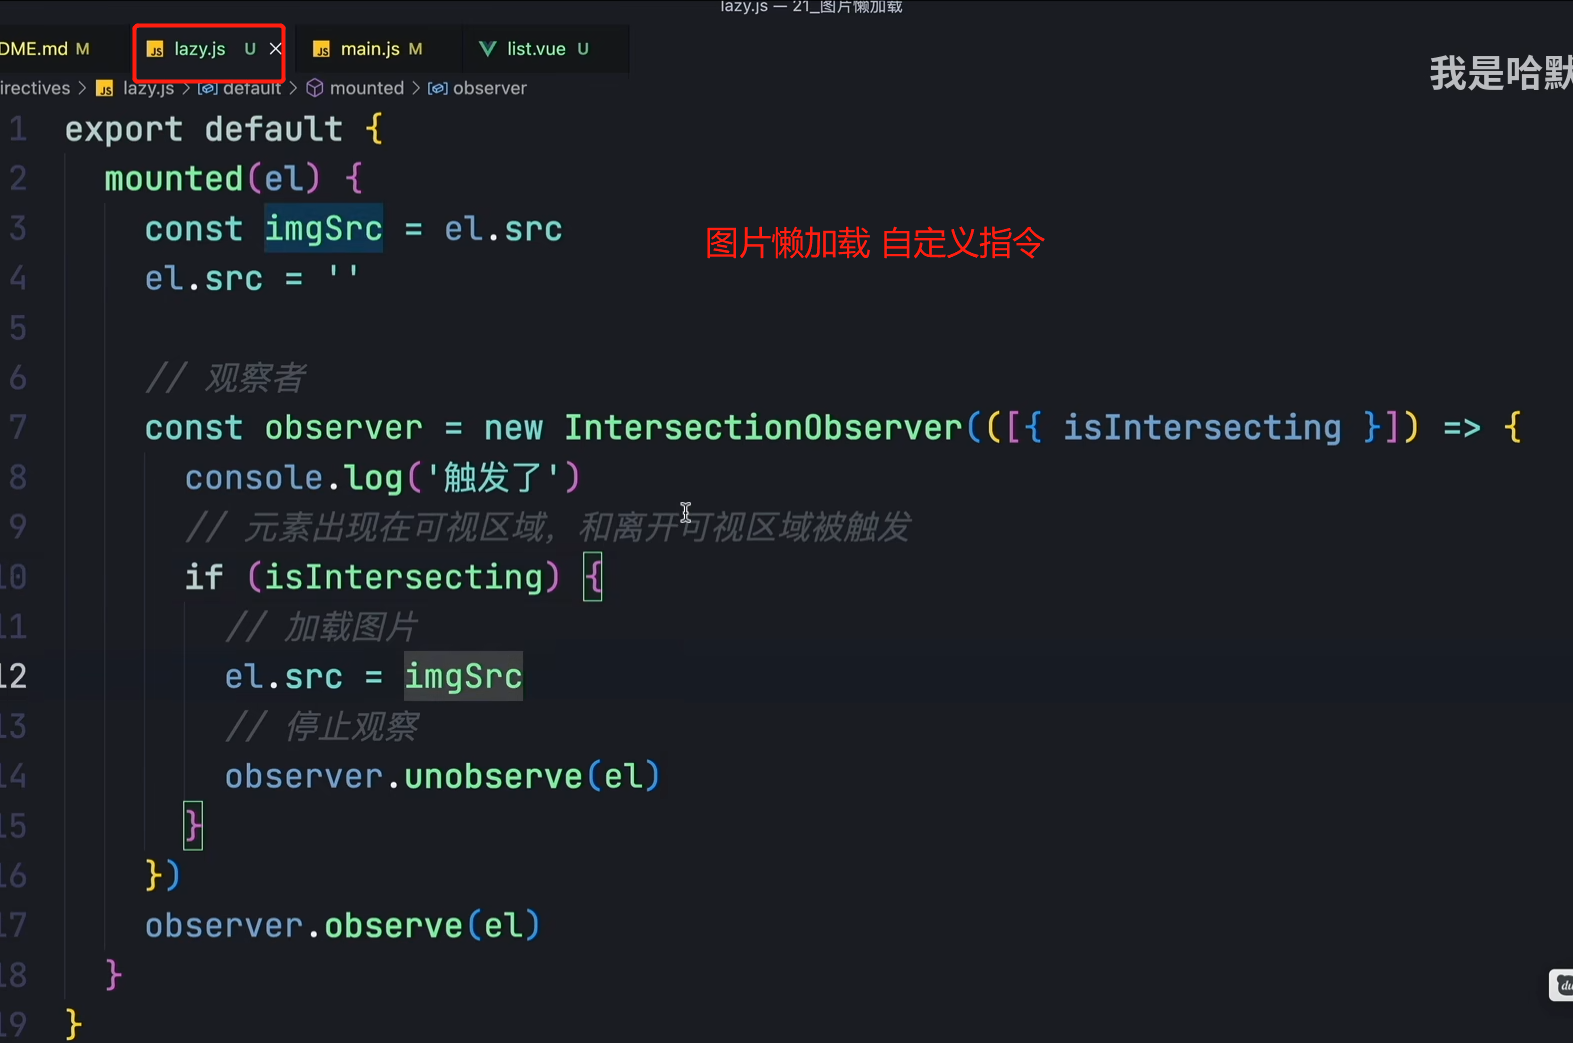 lazy.js — 21_图片懒加载
DME.md M
lazy.js U
main.js M
list.vue U
irectives > lazy.js > default > mounted > observer
我是哈默
1 export default {
2 mounted(el) {
3 const imgSrc = el.src
图片懒加载 自定义指令
4 el.src = ''
5
6 // 观察者
7 const observer = new IntersectionObserver(([{ isIntersecting }]) => {
8 console.log('触发了')
9 // 元素出现在可视区域，和离开可视区域被触发
10 if (isIntersecting) {
11 // 加载图片
12 el.src = imgSrc
13 // 停止观察
14 observer.unobserve(el)
15 }
16 })
17 observer.observe(el)
18 }
19 }
du